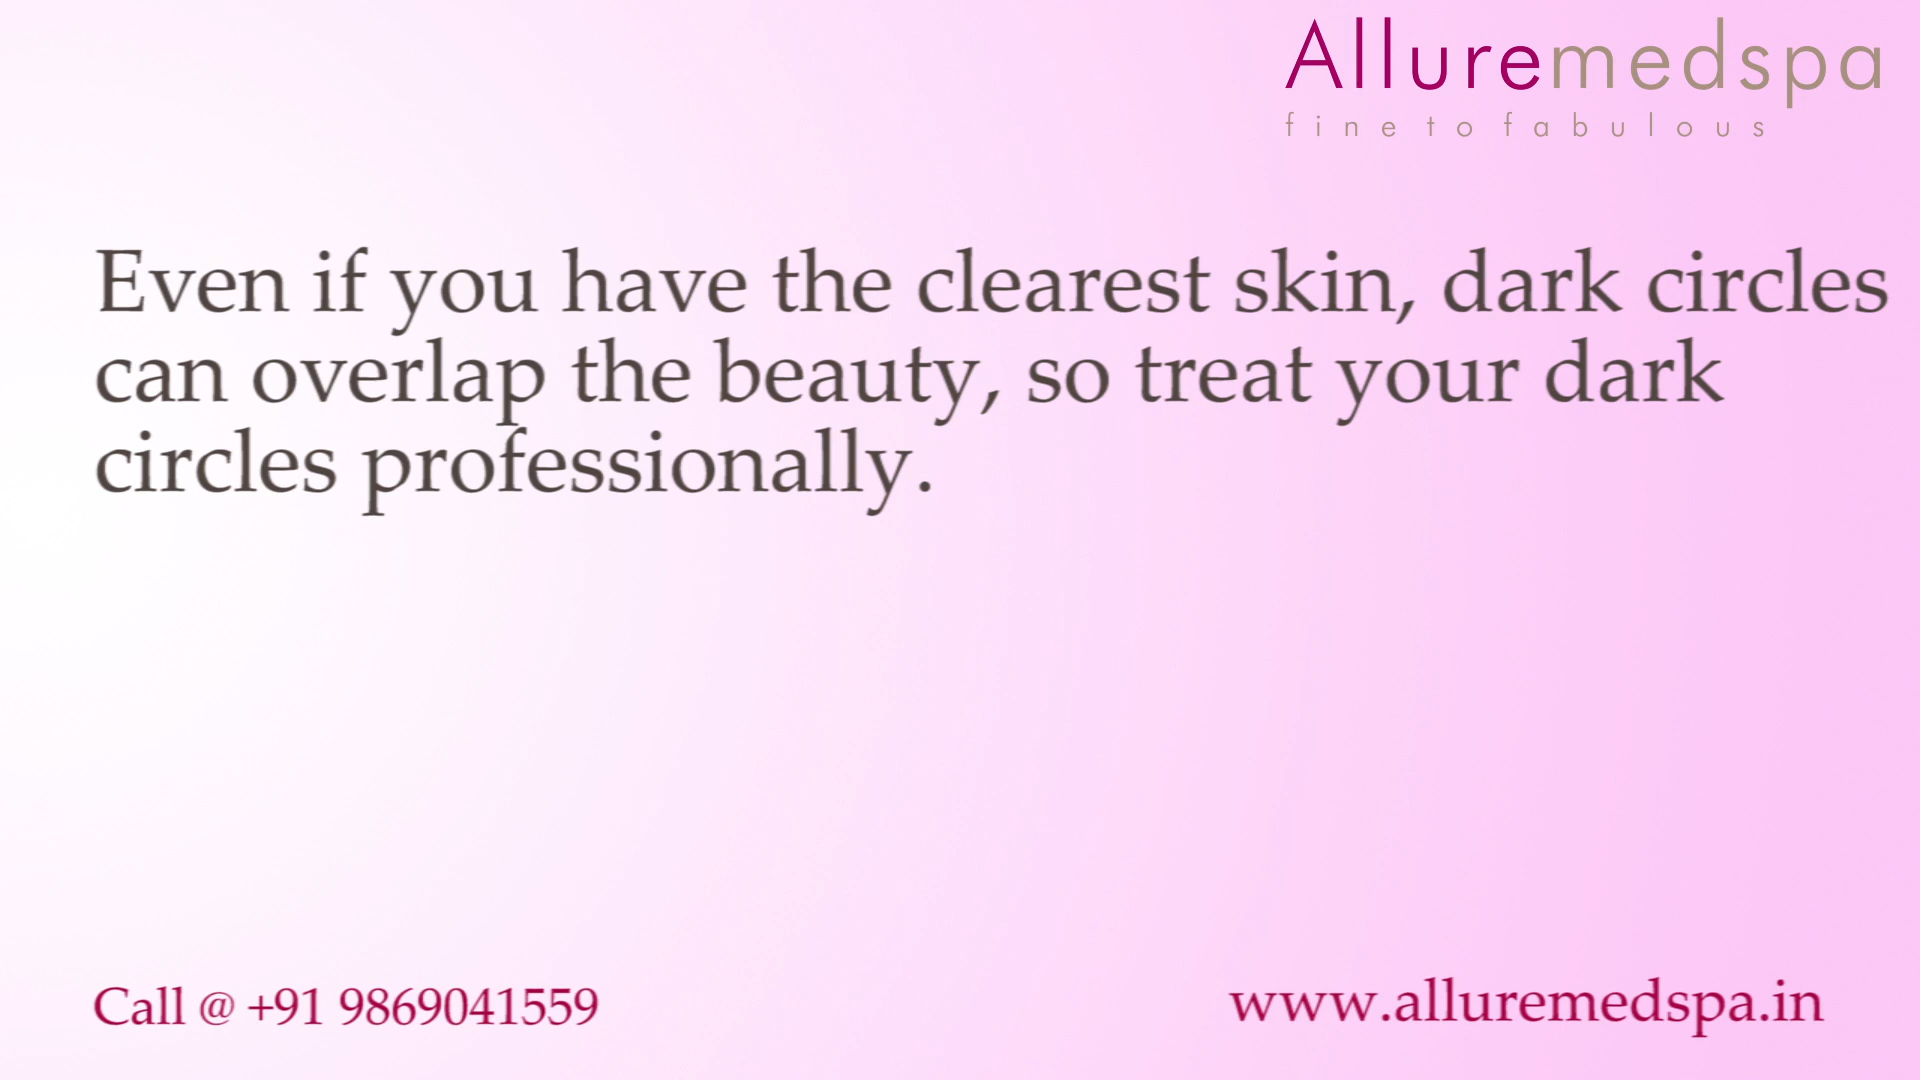 Alluremedspa
fine to fabulous
Even if you have the clearest skin, dark circles
can overlap the beauty, so treat your dark
circles professionally.
Call @ +91 9869041559
www.alluremedspa.in